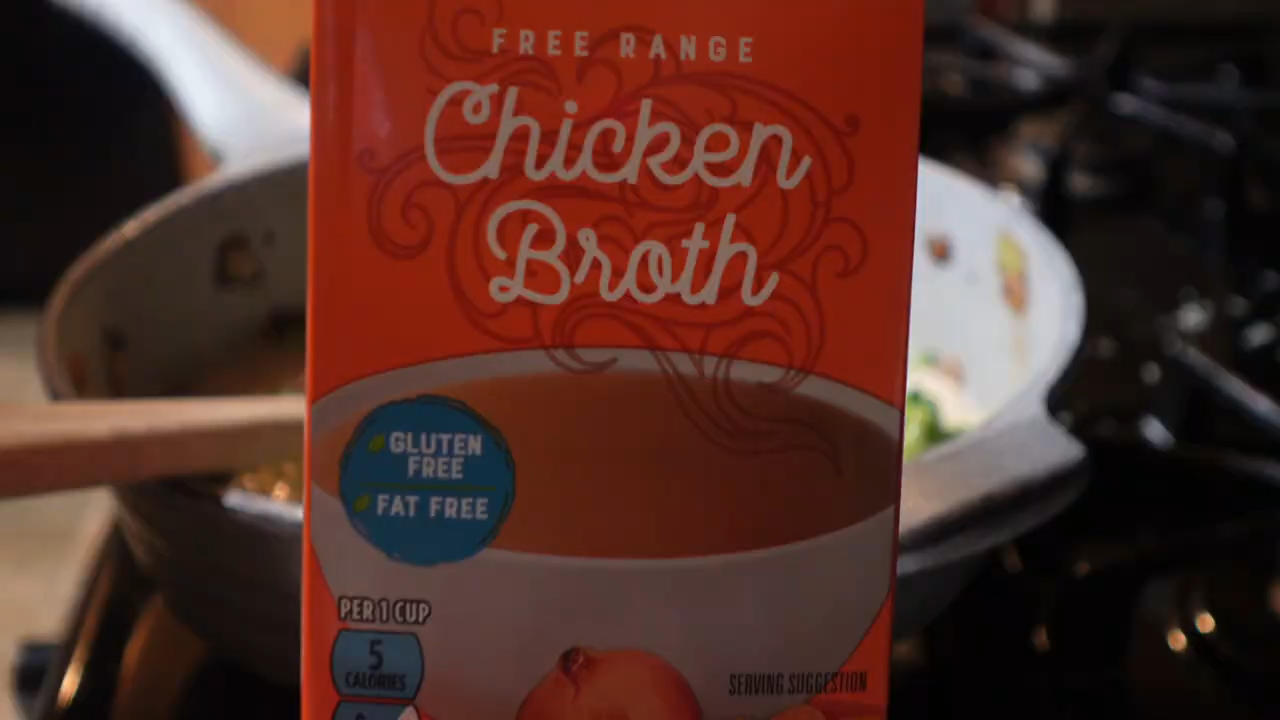 FREE RANGE
Chicken
Broth
GLUTEN
FREE
FAT FREE
PER 1 CUP
5
CALORIES
SERVING SUGGESTION